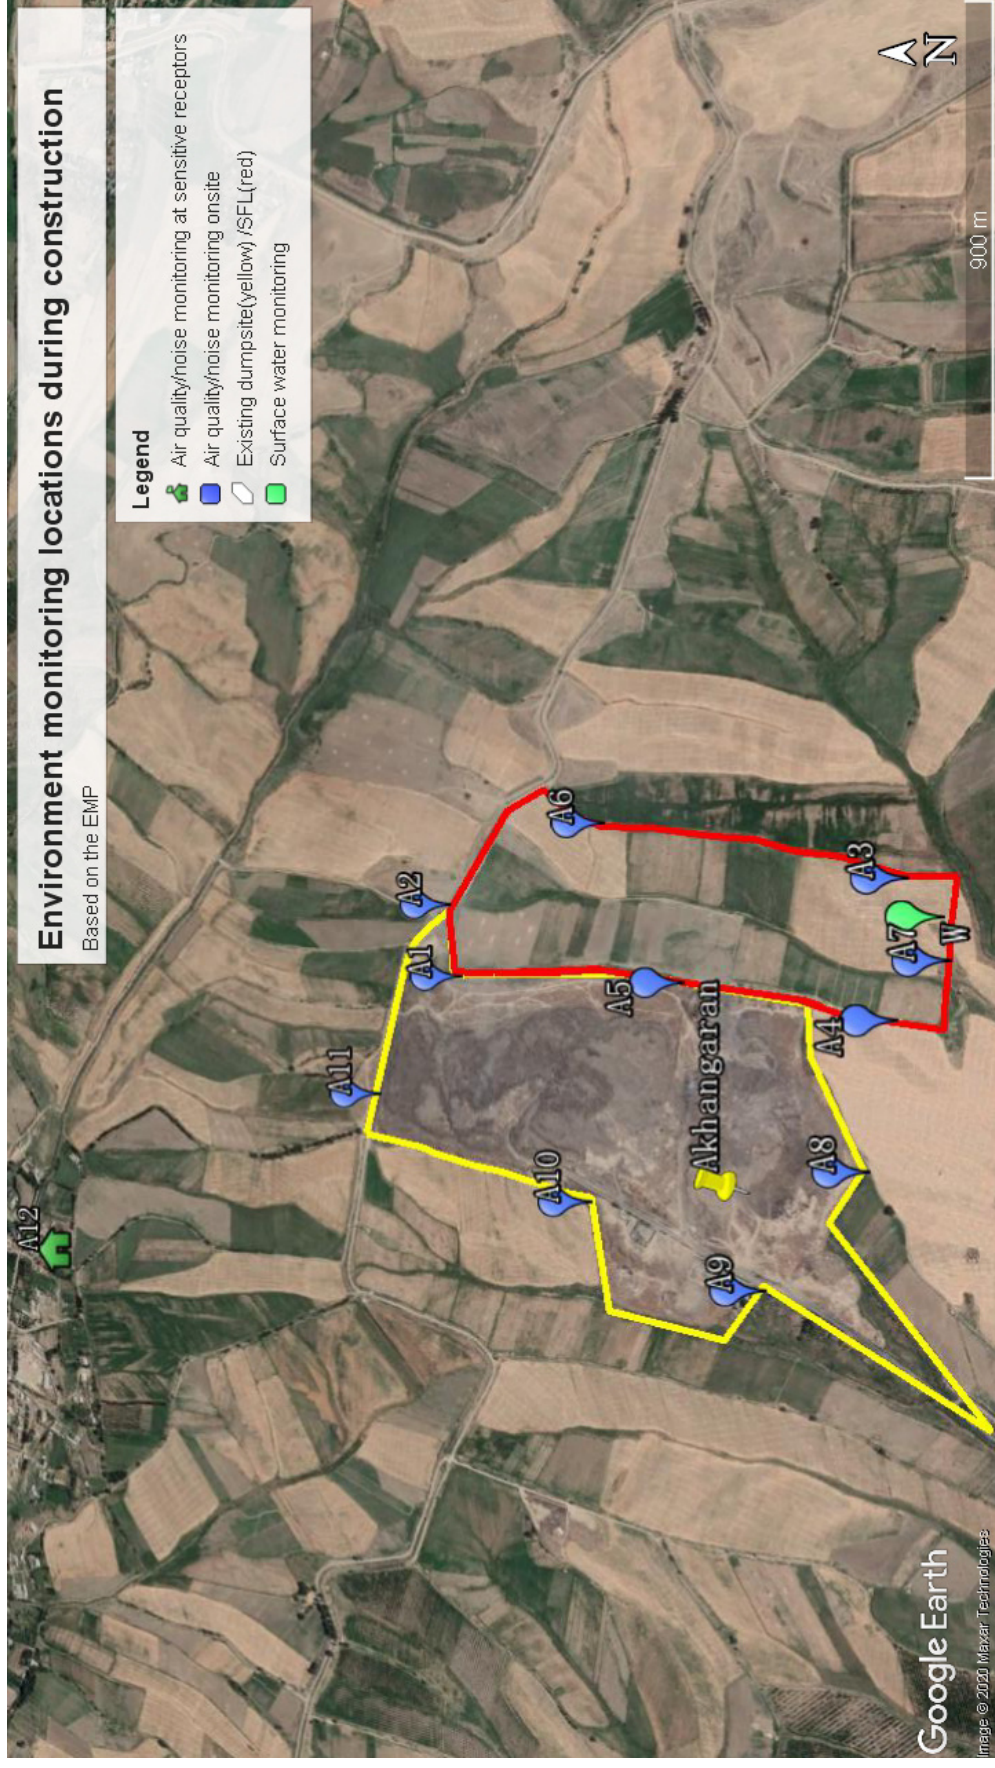 Environment monitoring locations during construction
Based on the EMP
Legend
Air quality/noise monitoring at sensitive receptors
Air quality/noise monitoring onsite
Existing dumpsite(yellow) /SFL(red)
Surface water monitoring
A12
A11
A1
A2
A10
A6
A5
Akhangaran
A9
A8
A4
A7
A3
W
N
900 m
Google Earth
Image © 2020 Maxar Technologies